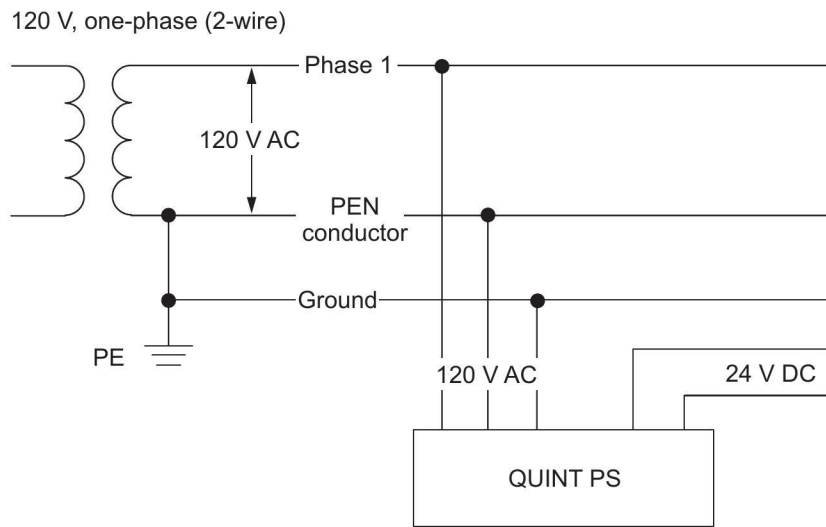 120 V, one-phase (2-wire)
Phase 1
120 V AC
PEN
conductor
Ground
PE
120 V AC
24 V DC
QUINT PS